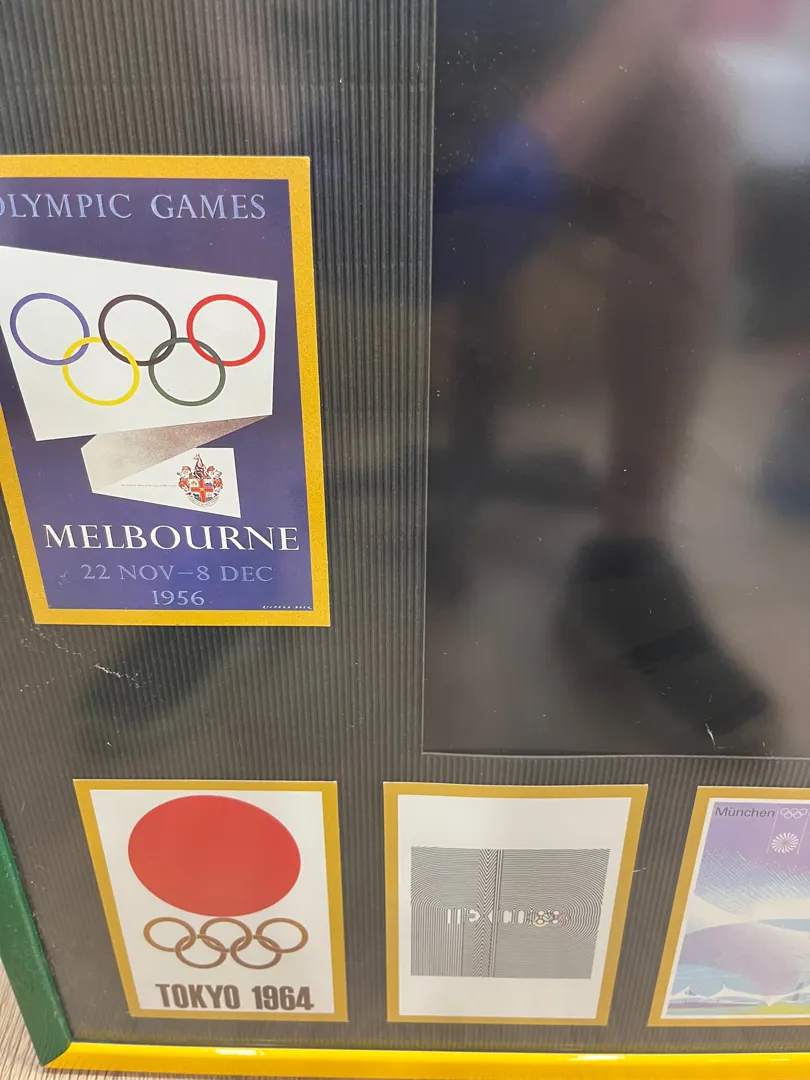 OLYMPIC GAMES
MELBOURNE
22 NOV–8 DEC
1956
TOKYO 1964
MEXICO68
München